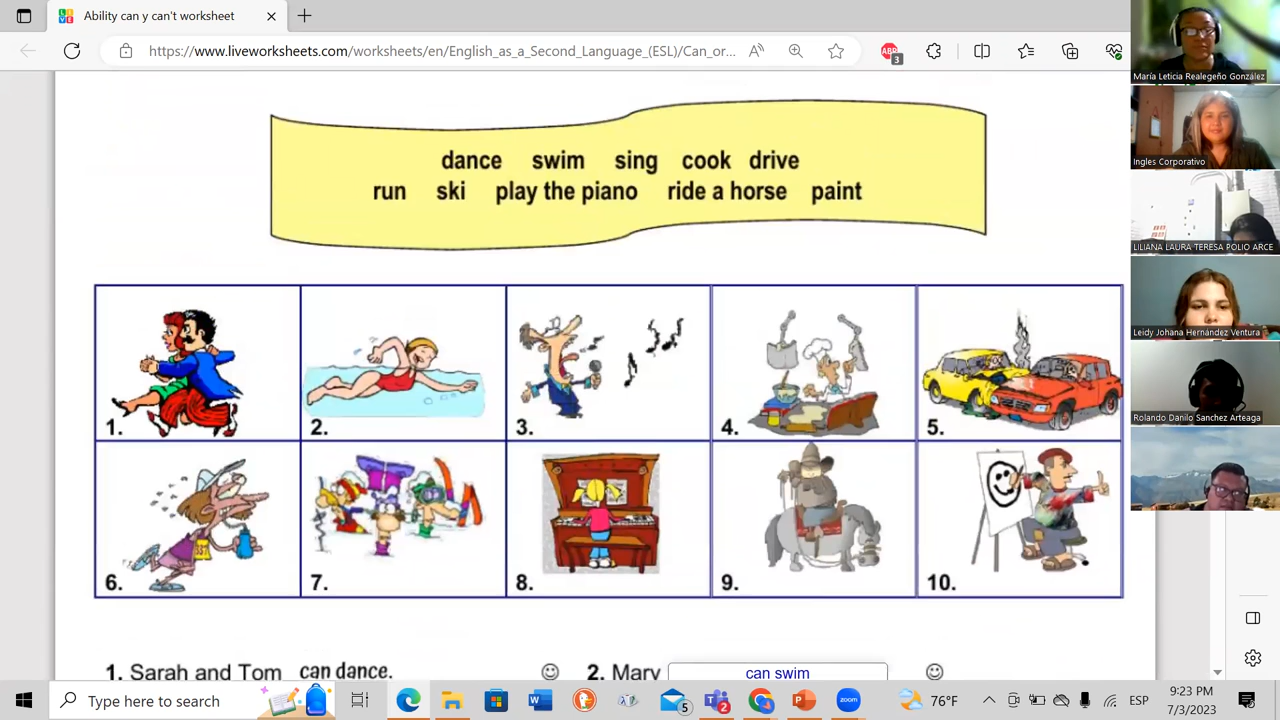 Ability can y can't worksheet
https://www.liveworksheets.com/worksheets/en/English_as_a_Second_Language_(ESL)/Can_or...
ABP
3
dance swim sing cook drive
run ski play the piano ride a horse paint
1.
2.
3.
4.
5.
6.
7.
8.
9.
10.
1. Sarah and Tom can dance.
2. Mary can swim
María Leticia Realegeño González
Ingles Corporativo
LILIANA LAURA TERESA POLIO ARCE
Leidy Johana Hernández Ventura
Rolando Danilo Sanchez Arteaga
Type here to search
5
2
76°F
ESP
9:23 PM
7/3/2023